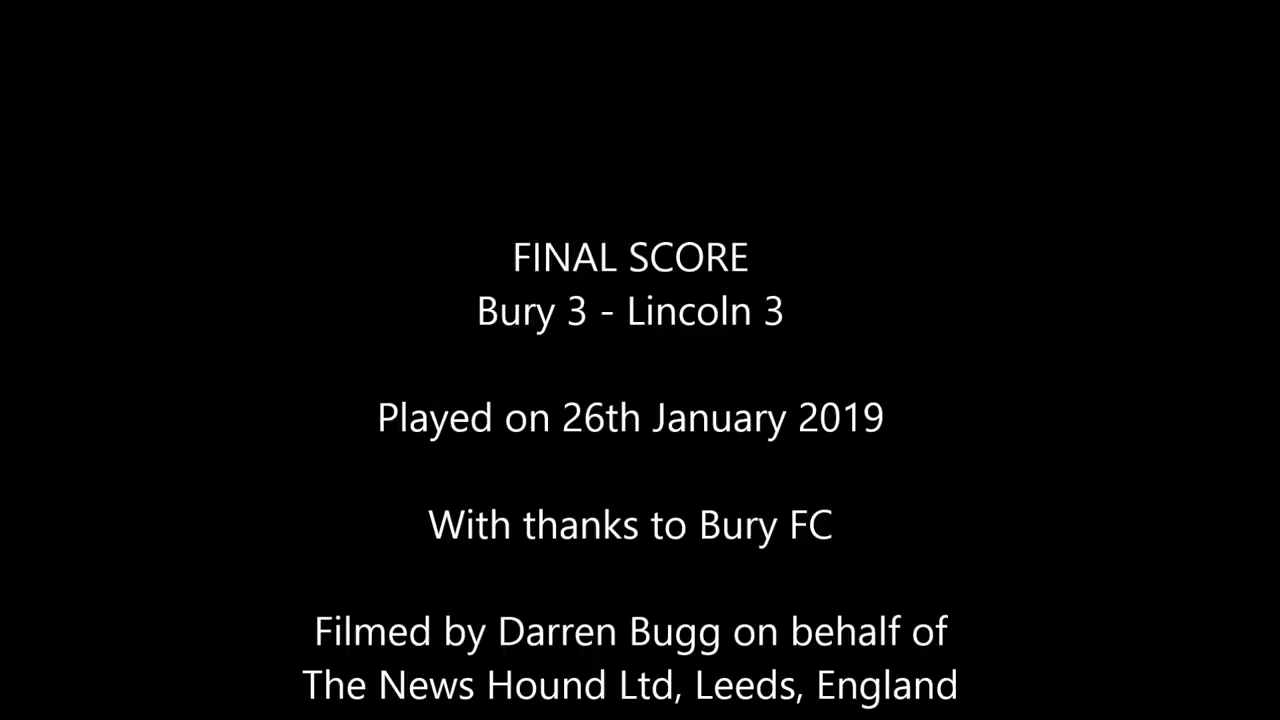 FINAL SCORE
Bury 3 - Lincoln 3
Played on 26th January 2019
With thanks to Bury FC
Filmed by Darren Bugg on behalf of
The News Hound Ltd, Leeds, England